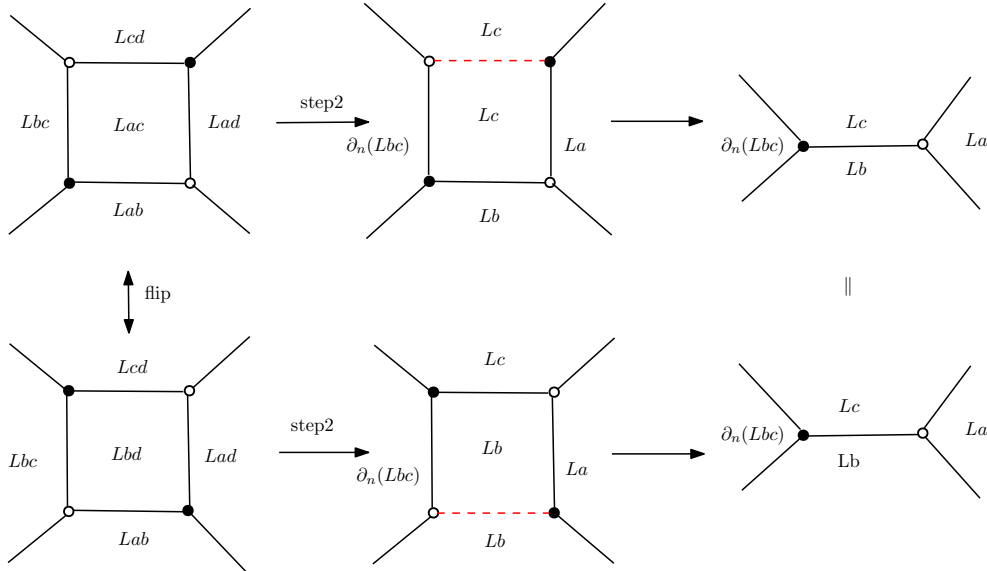 Lcd
Lbc
Lac
Lad
Lab
step2
Lc
Lc
∂n(Lbc)
La
Lb
∂n(Lbc)
Lc
Lb
La
flip
∥
Lcd
Lbc
Lbd
Lad
Lab
step2
Lc
Lb
∂n(Lbc)
La
Lb
Lc
∂n(Lbc)
Lb
La